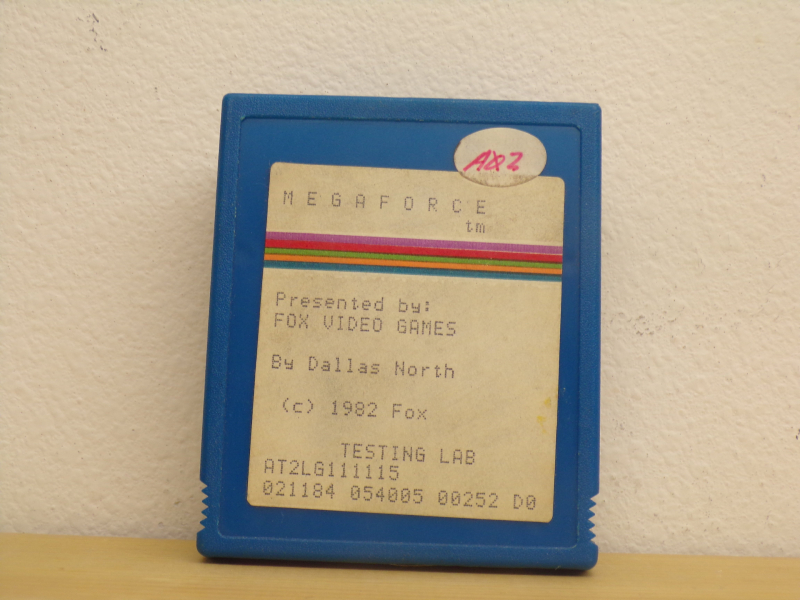 AQ2
MEGAFORCE
tm
Presented by:
FOX VIDEO GAMES
By Dallas North
(c) 1982 Fox
TESTING LAB
AT2LG111115
021184 054005 00252 D0